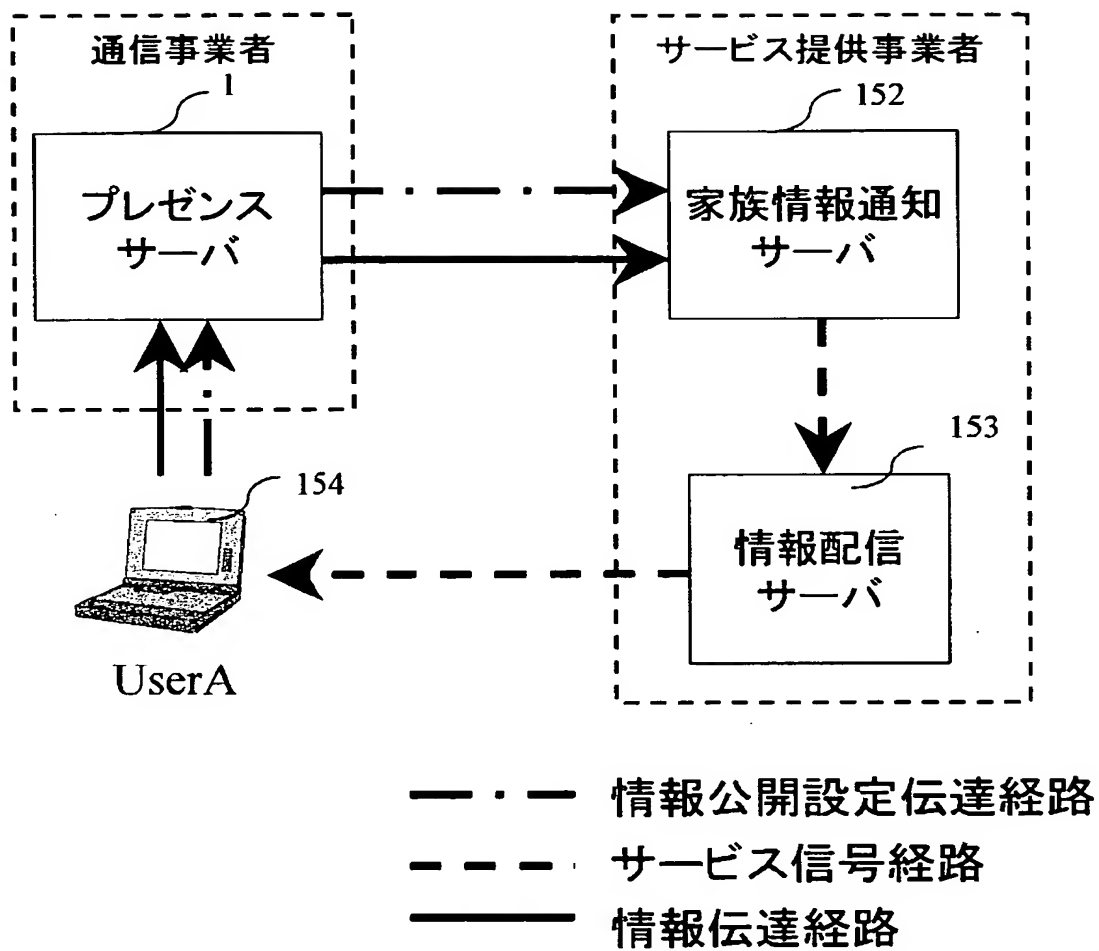 通信事業者
1
プレゼンス
サーバ
サービス提供事業者
152
家族情報通知
サーバ
153
情報配信
サーバ
154
UserA
情報公開設定伝達経路
サービス信号経路
情報伝達経路